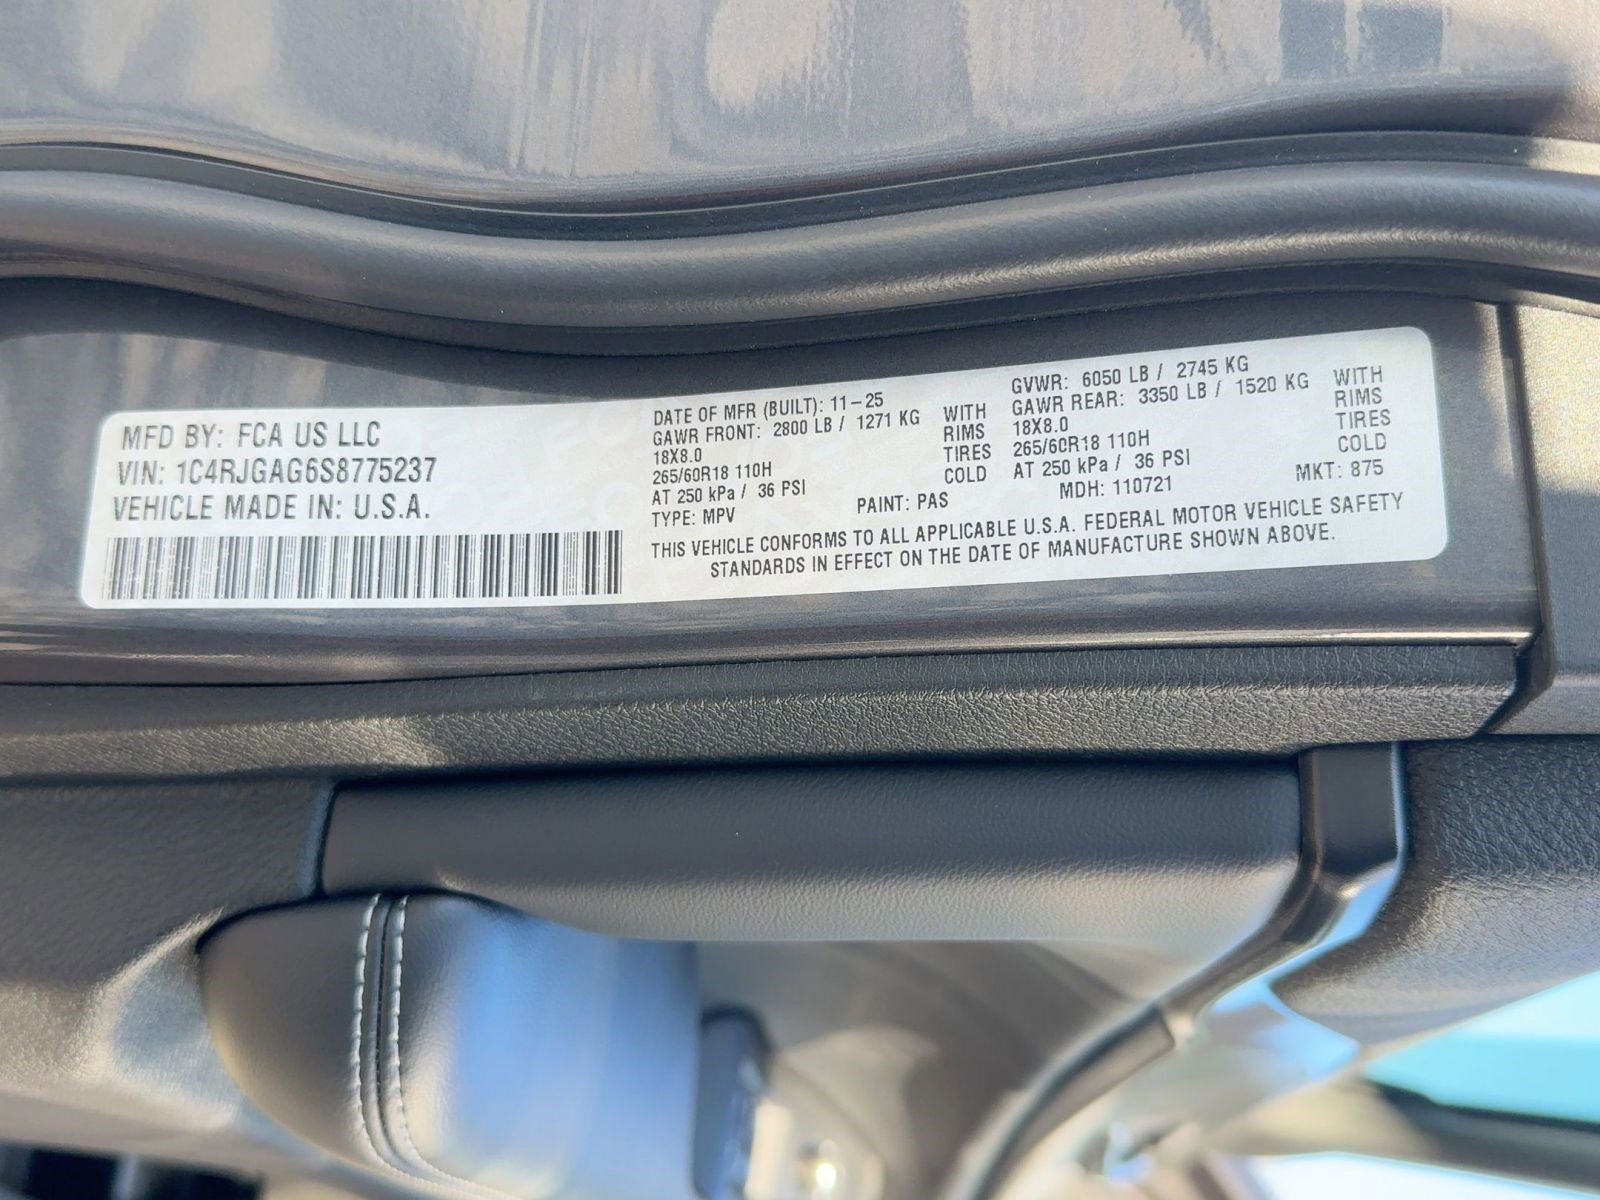 MFD BY: FCA US LLC
VIN: 1C4RJGAG6S8775237
VEHICLE MADE IN: U.S.A.
DATE OF MFR (BUILT): 11-25
GAWR FRONT: 2800 LB / 1271 KG WITH
18X8.0 RIMS
265/60R18 110H TIRES
AT 250 kPa / 36 PSI COLD
TYPE: MPV PAINT: PAS
GVWR: 6050 LB / 2745 KG
GAWR REAR: 3350 LB / 1520 KG WITH
18X8.0 RIMS
265/60R18 110H TIRES
AT 250 kPa / 36 PSI COLD
MDH: 110721 MKT: 875
THIS VEHICLE CONFORMS TO ALL APPLICABLE U.S.A. FEDERAL MOTOR VEHICLE SAFETY
STANDARDS IN EFFECT ON THE DATE OF MANUFACTURE SHOWN ABOVE.